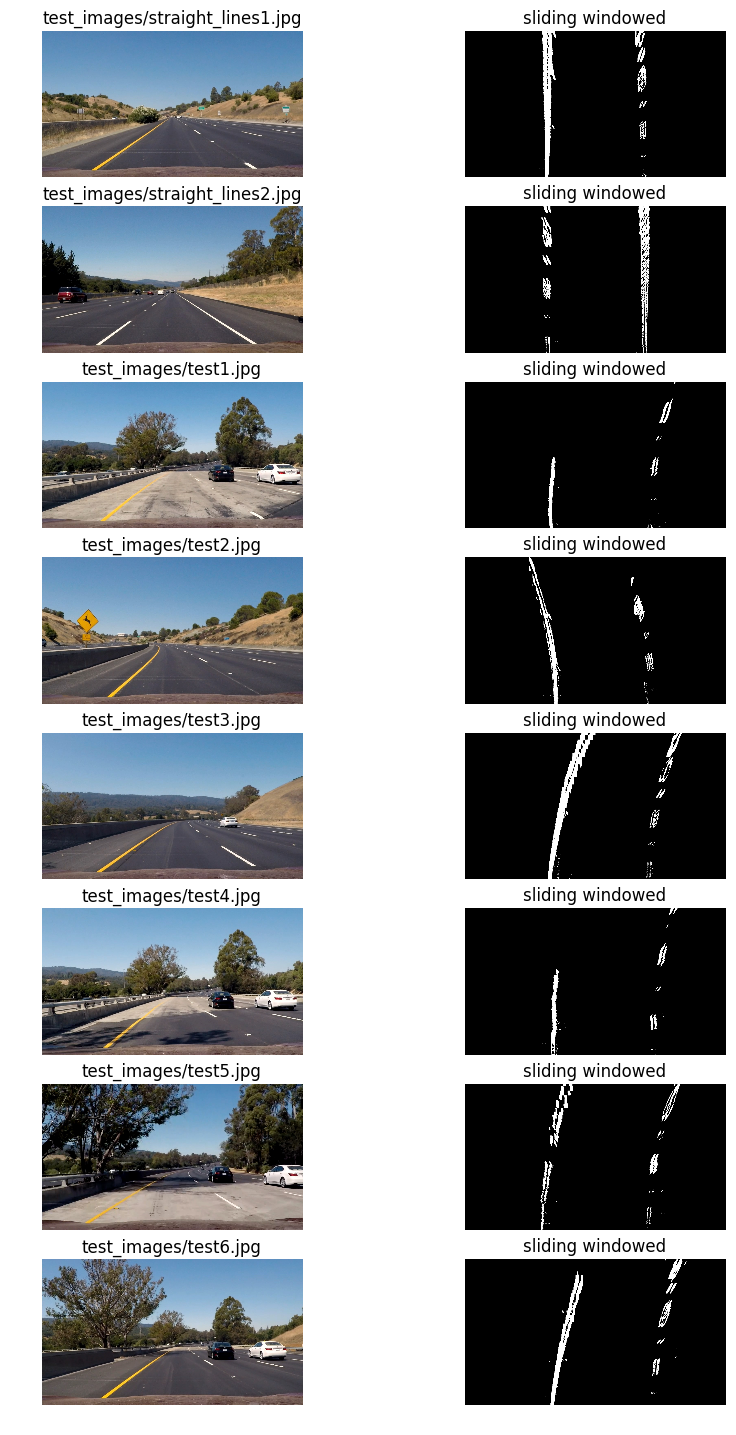 test_images/straight_lines1.jpg
sliding windowed
test_images/straight_lines2.jpg
sliding windowed
test_images/test1.jpg
sliding windowed
test_images/test2.jpg
sliding windowed
test_images/test3.jpg
sliding windowed
test_images/test4.jpg
sliding windowed
test_images/test5.jpg
sliding windowed
test_images/test6.jpg
sliding windowed